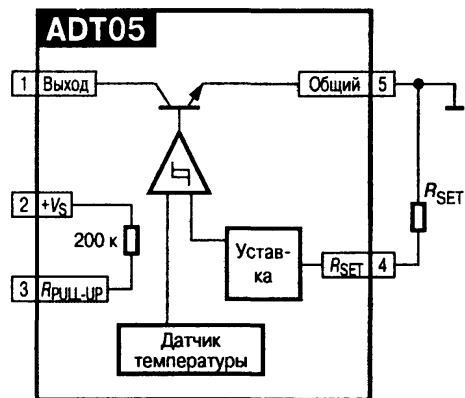 ADT05
1 Выход
Общий 5
2 +VS
200 к
RSET
Устав-
ка
RSET 4
3 RPULL-UP
Датчик
температуры